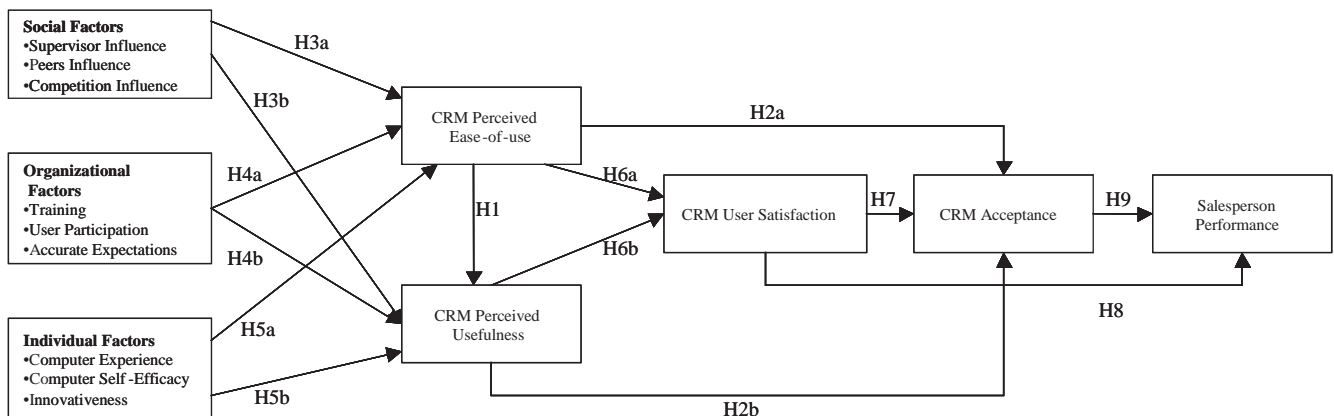 Social Factors
•Supervisor Influence
•Peers Influence
•Competition Influence
H3a
H3b
CRM Perceived
Ease-of-use
H2a
Organizational
Factors
•Training
•User Participation
•Accurate Expectations
H4a
H4b
H1
H6a
H6b
CRM User Satisfaction
H7
CRM Acceptance
H9
Salesperson
Performance
H8
Individual Factors
•Computer Experience
•Computer Self-Efficacy
•Innovativeness
H5a
H5b
CRM Perceived
Usefulness
H2b